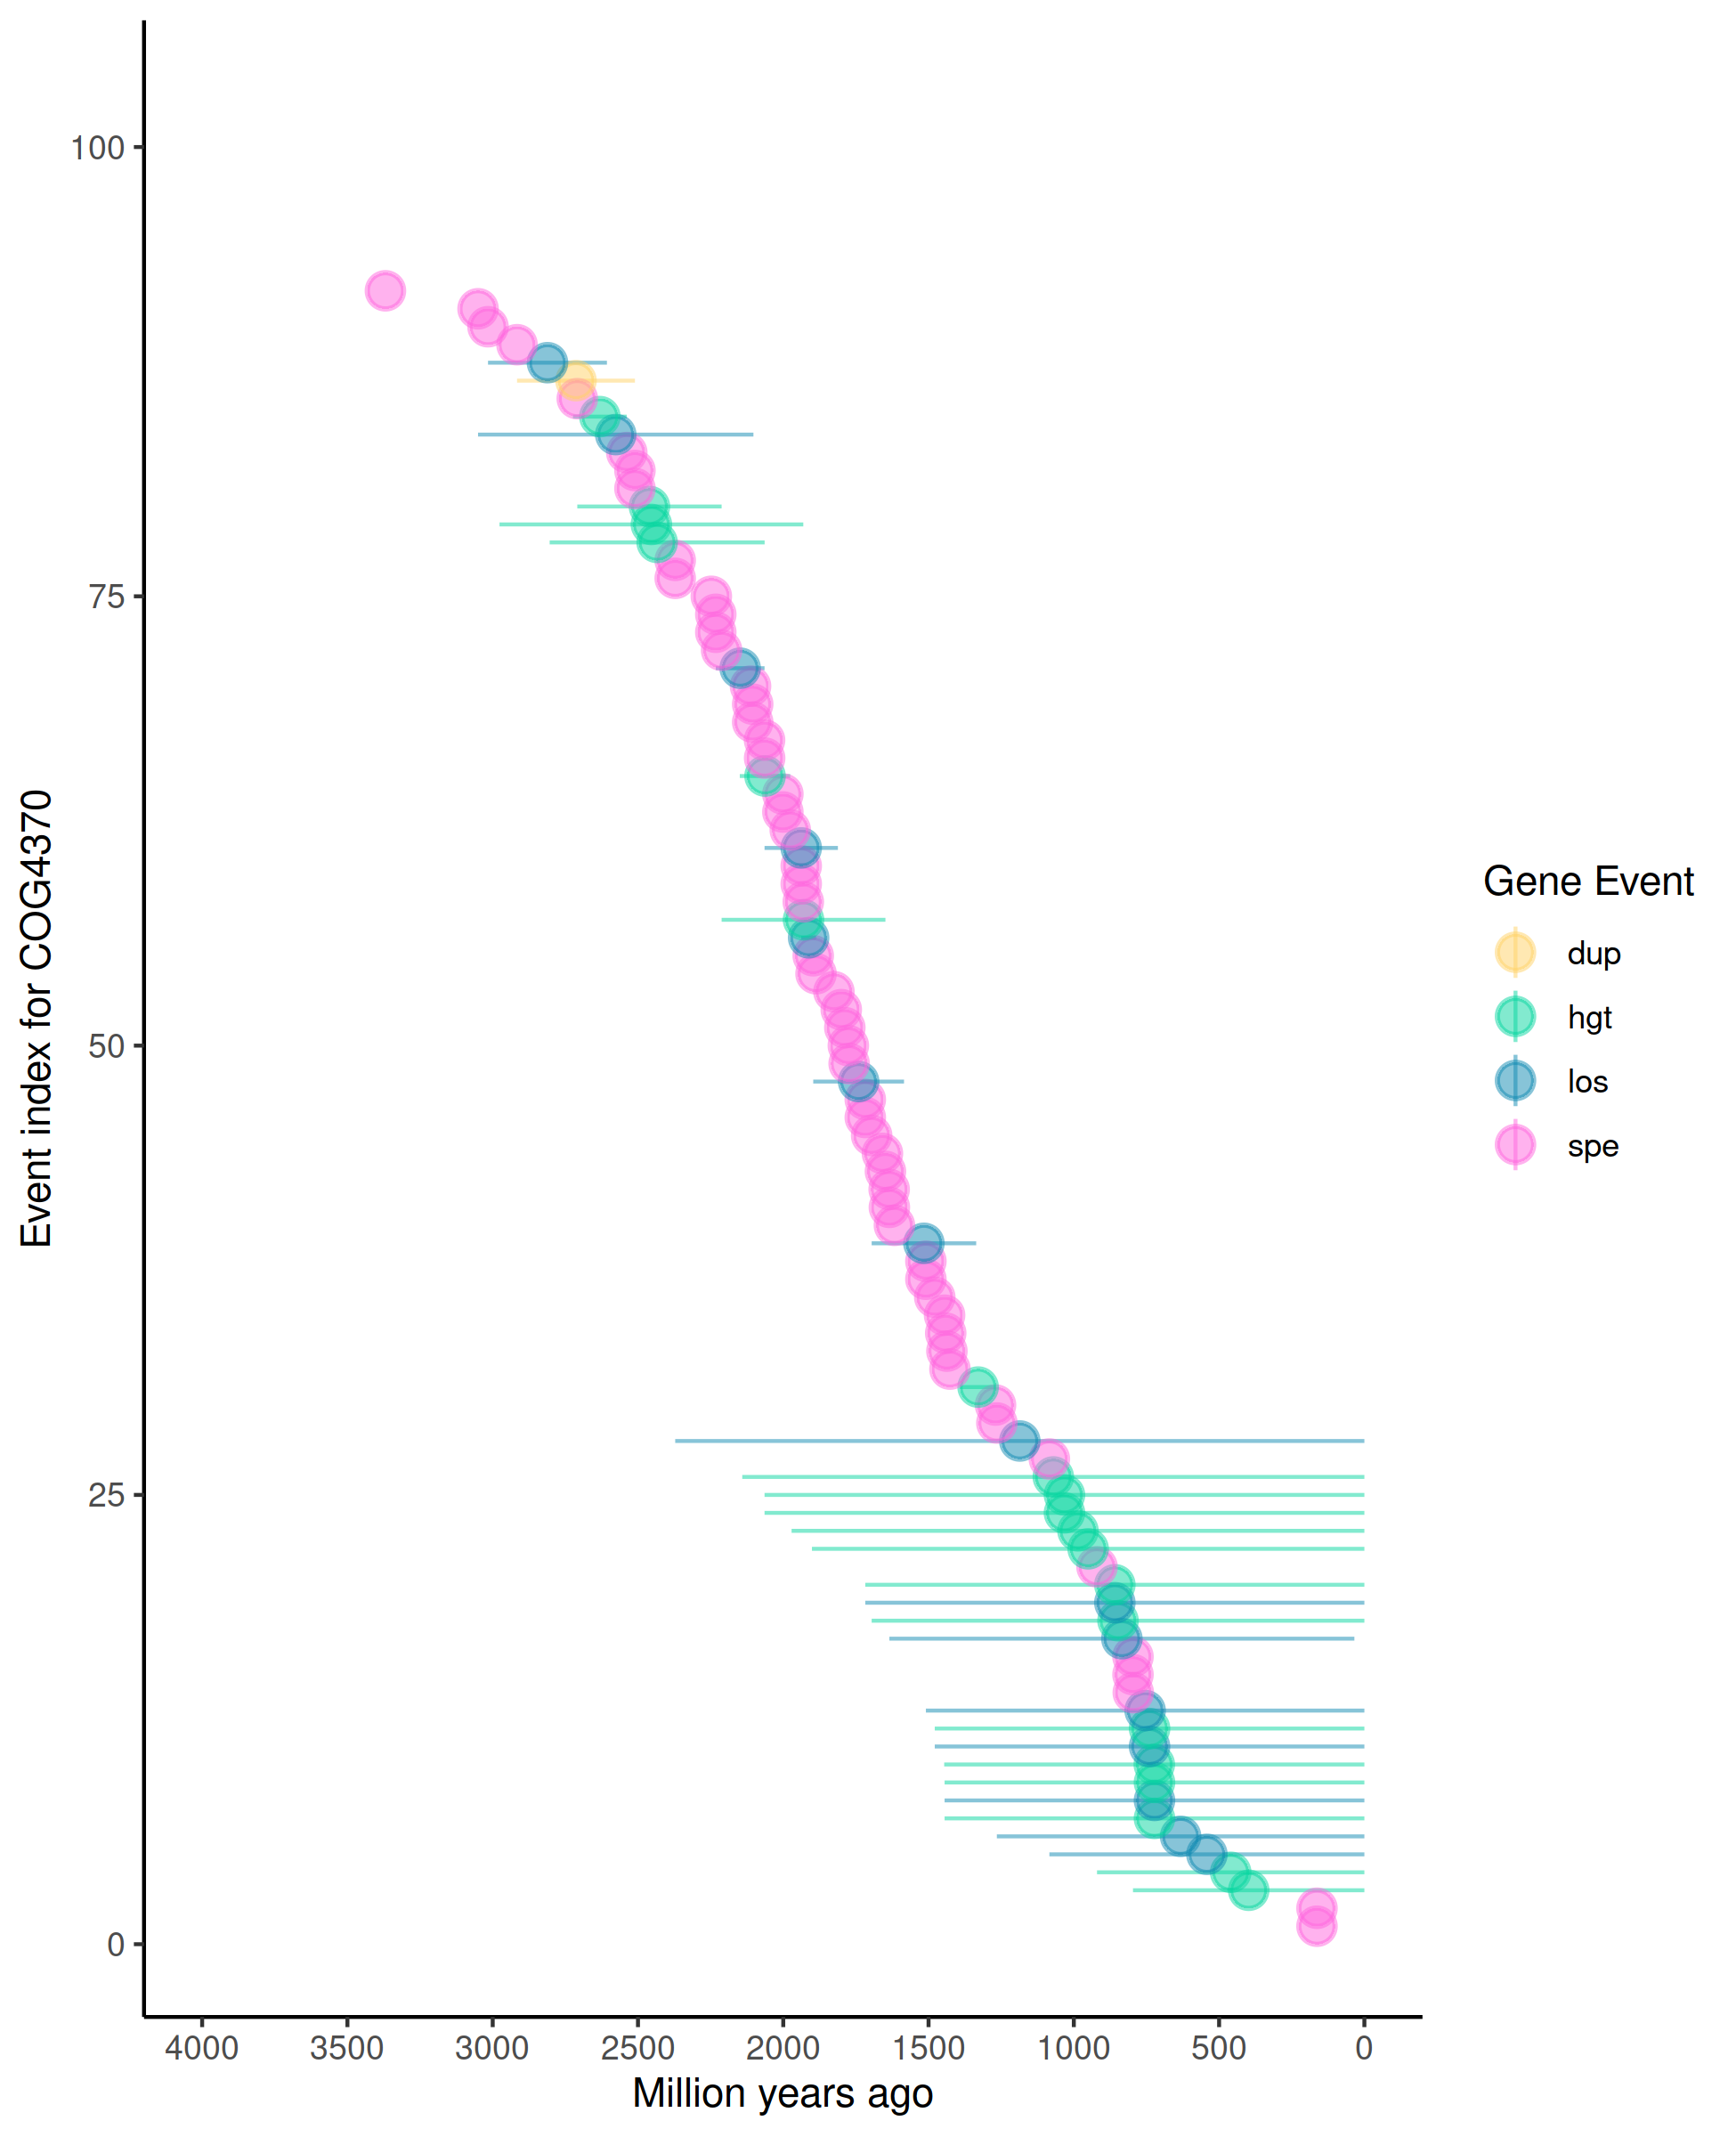 Event index for COG4370
100
75
50
25
0
4000 3500 3000 2500 2000 1500 1000 500 0
Million years ago
Gene Event
dup
hgt
los
spe